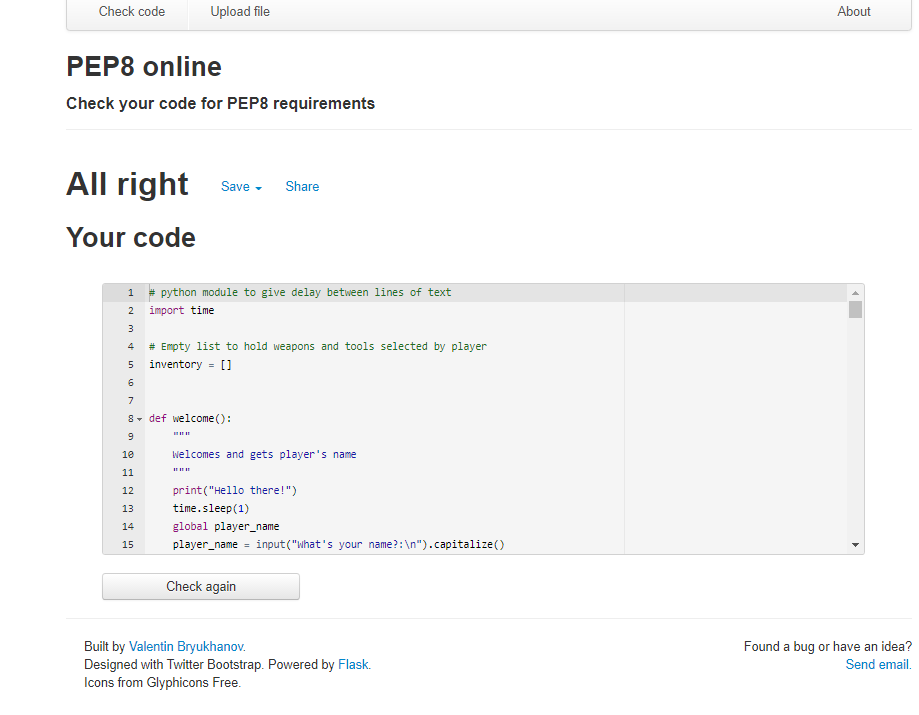 Check code Upload file About
PEP8 online
Check your code for PEP8 requirements
All right Save Share
Your code
1 # python module to give delay between lines of text
2 import time
3
4 # Empty list to hold weapons and tools selected by player
5 inventory = []
6
7
8 def welcome():
9 """
10 Welcomes and gets player's name
11 """
12 print("Hello there!")
13 time.sleep(1)
14 global player_name
15 player_name = input("What's your name?:\n").capitalize()
Check again
Built by Valentin Bryukhanov. Found a bug or have an idea?
Designed with Twitter Bootstrap. Powered by Flask. Send email.
Icons from Glyphicons Free.